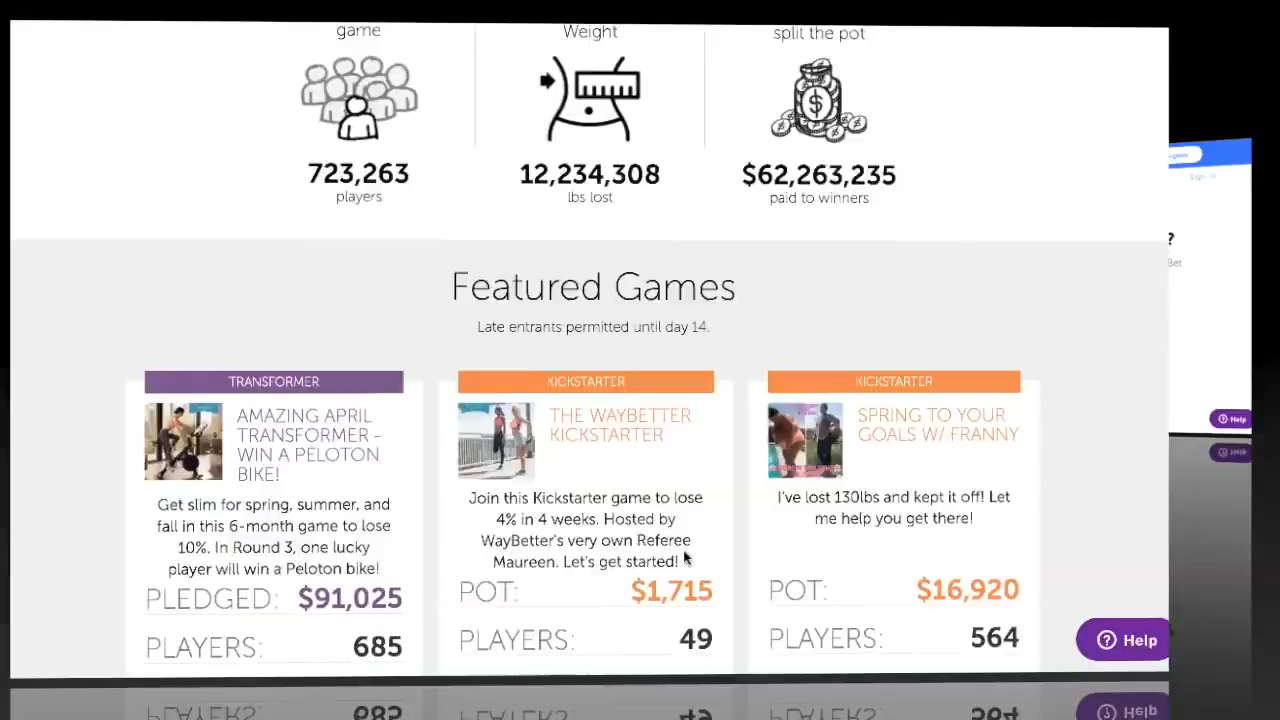 game
Weight
split the pot
723,263
players
12,234,308
lbs lost
$62,263,235
paid to winners
Featured Games
Late entrants permitted until day 14.
TRANSFORMER
AMAZING APRIL
TRANSFORMER –
WIN A PELOTON
BIKE!
Get slim for spring, summer, and
fall in this 6-month game to lose
10%. In Round 3, one lucky
player will win a Peloton bike!
PLEDGED: $91,025
PLAYERS: 685
KICKSTARTER
THE WAYBETTER
KICKSTARTER
Join this Kickstarter game to lose
4% in 4 weeks. Hosted by
WayBetter's very own Referee
Maureen. Let's get started!
POT: $1,715
PLAYERS: 49
KICKSTARTER
SPRING TO YOUR
GOALS W/ FRANNY
I've lost 130lbs and kept it off! Let
me help you get there!
POT: $16,920
PLAYERS: 564
Help
?
Bet
Help